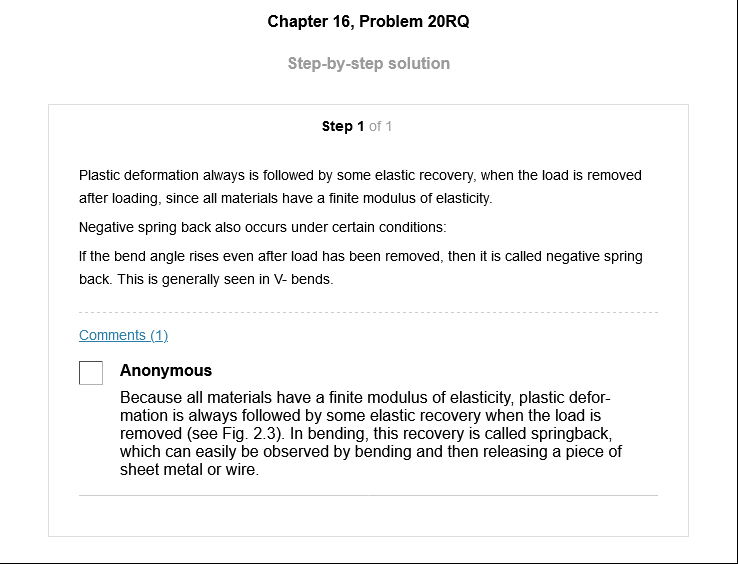 Chapter 16, Problem 20RQ
Step-by-step solution
Step 1 of 1
Plastic deformation always is followed by some elastic recovery, when the load is removed
after loading, since all materials have a finite modulus of elasticity.
Negative spring back also occurs under certain conditions:
If the bend angle rises even after load has been removed, then it is called negative spring
back. This is generally seen in V- bends.
Comments (1)
Anonymous
Because all materials have a finite modulus of elasticity, plastic defor-
mation is always followed by some elastic recovery when the load is
removed (see Fig. 2.3). In bending, this recovery is called springback,
which can easily be observed by bending and then releasing a piece of
sheet metal or wire.